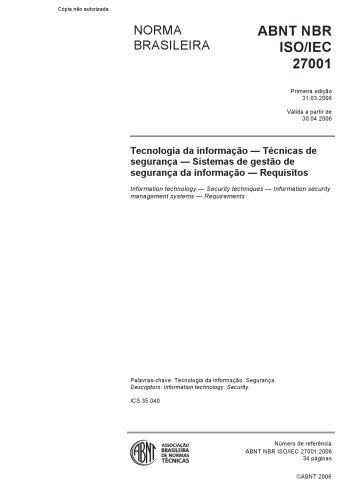 Cópia não autorizada
NORMA
BRASILEIRA
ABNT NBR
ISO/IEC
27001
Primeira edição
31.03.2006
Válida a partir de
30.04.2006
Tecnologia da informação — Técnicas de
segurança — Sistemas de gestão de
segurança da informação — Requisitos
Information technology — Security techniques — Information security
management systems — Requirements
Palavras-chave: Tecnologia da informação. Segurança.
Descriptors: Information technology. Security.
ICS 35.040
ABNT
ASSOCIAÇÃO
BRASILEIRA
DE NORMAS
TÉCNICAS
Número de referência
ABNT NBR ISO/IEC 27001:2006
34 páginas
©ABNT 2006